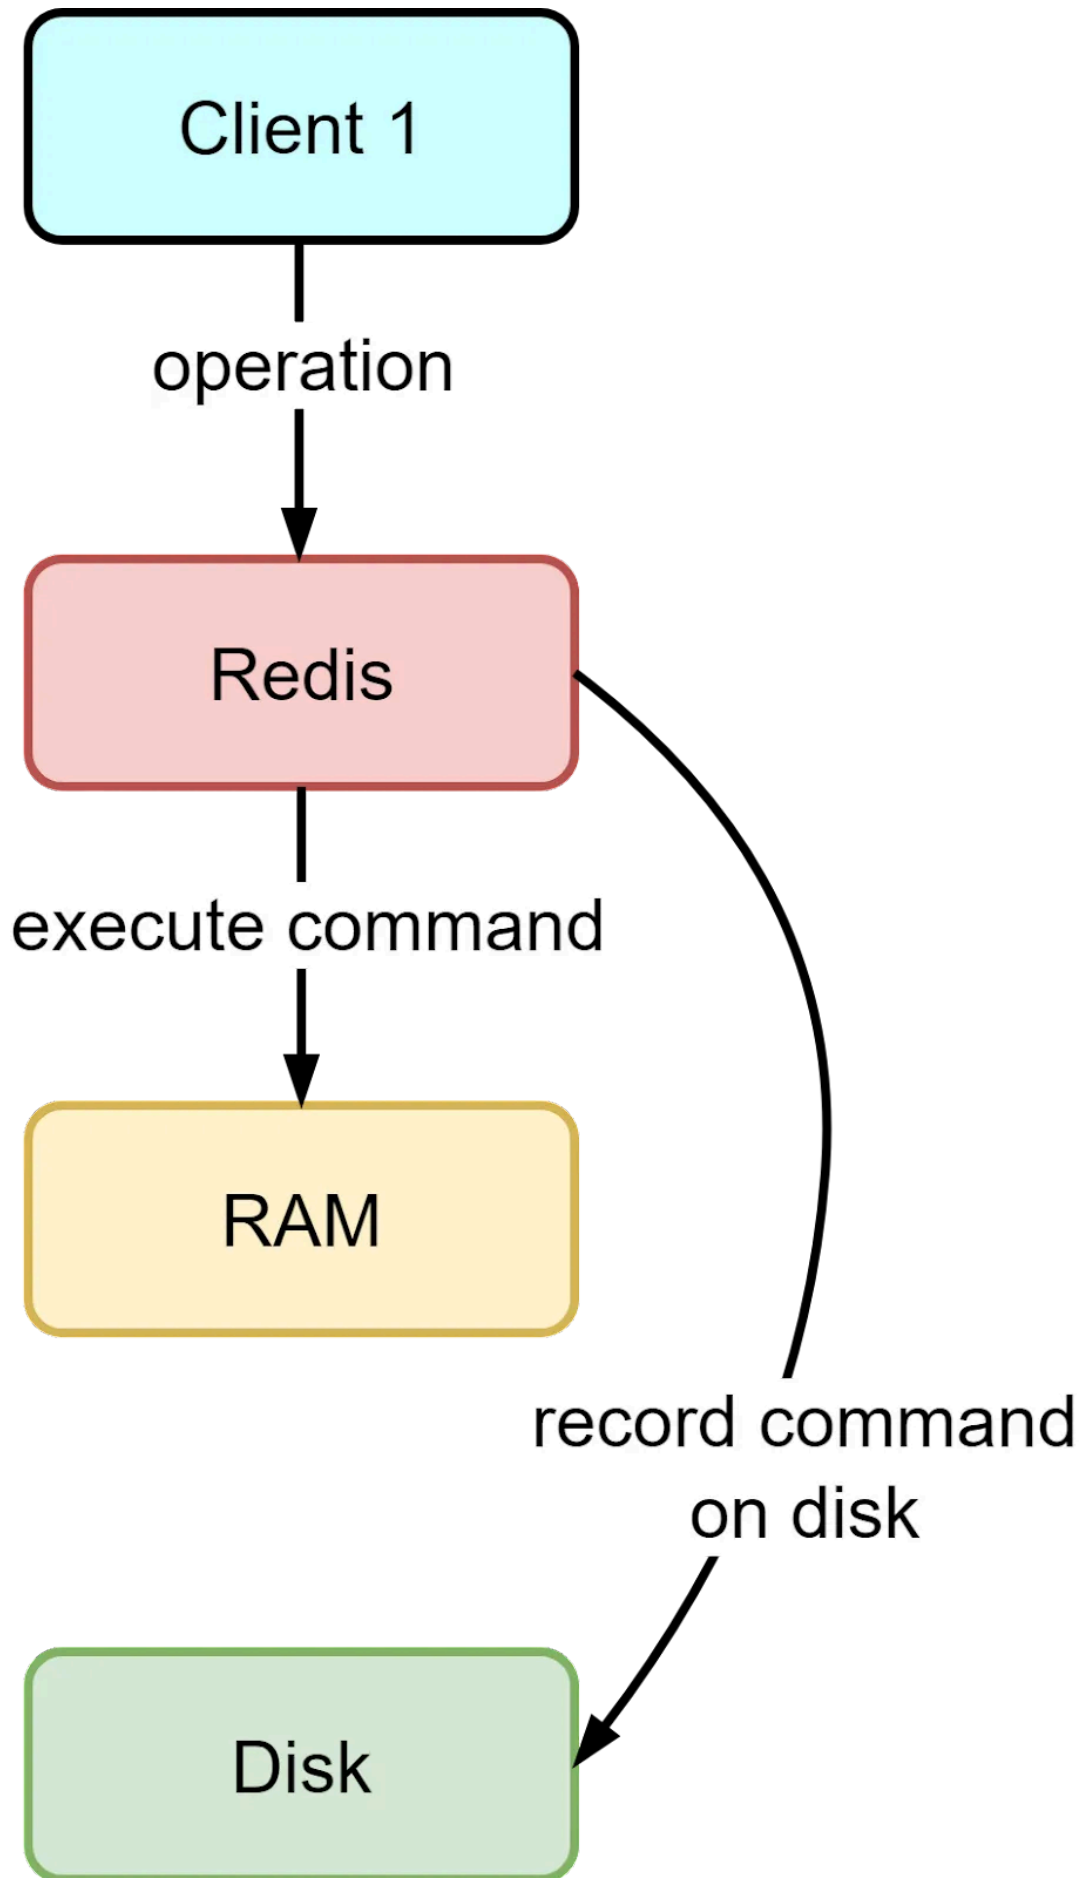 Client 1
operation
Redis
execute command
RAM
record command
on disk
Disk